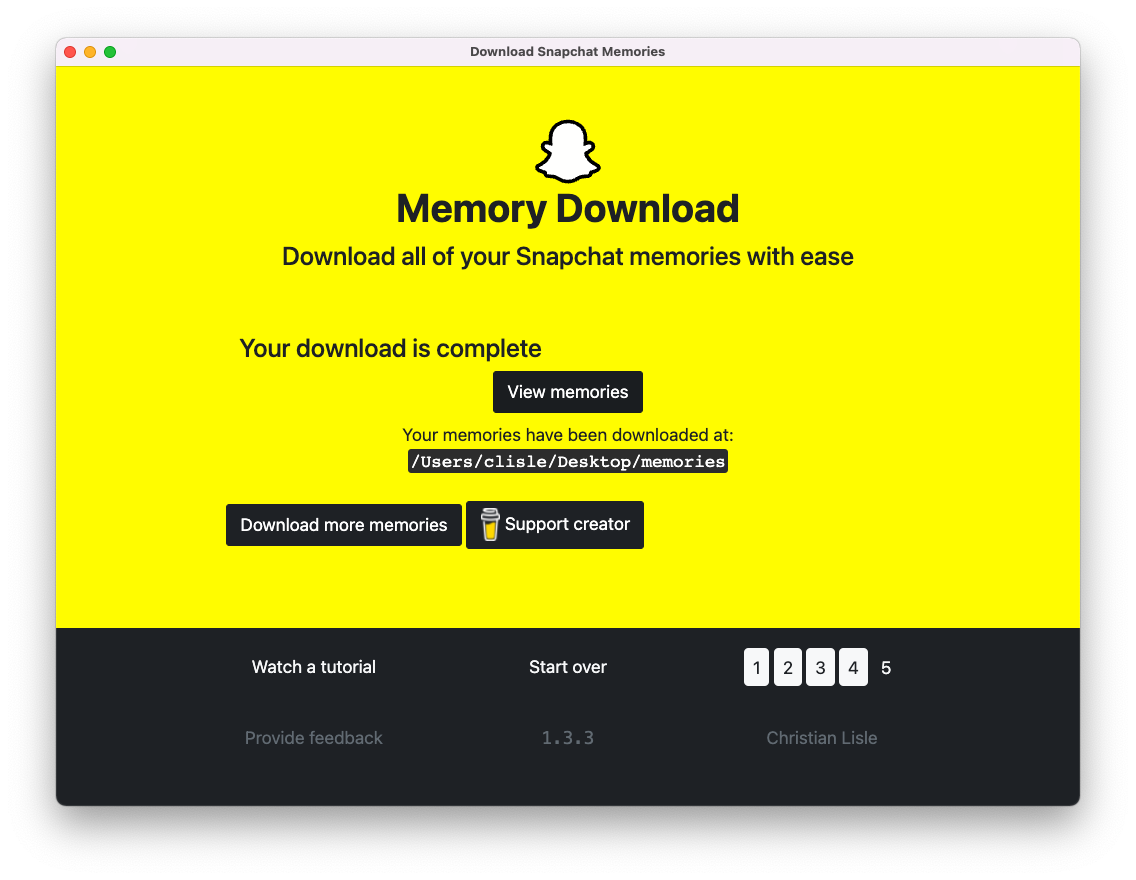 Download Snapchat Memories
Memory Download
Download all of your Snapchat memories with ease
Your download is complete
View memories
Your memories have been downloaded at:
/Users/clisle/Desktop/memories
Download more memories
Support creator
Watch a tutorial
Start over
1 2 3 4 5
Provide feedback
1.3.3
Christian Lisle